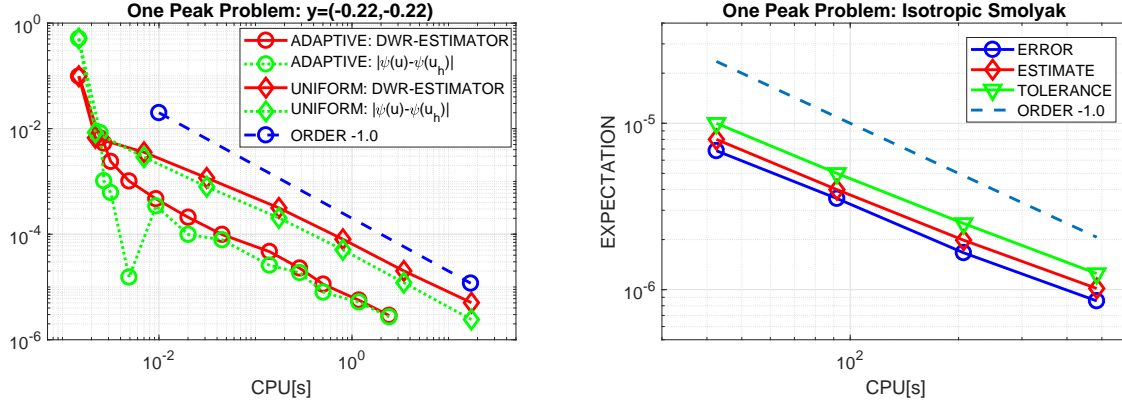 One Peak Problem: y=(-0.22,-0.22)
10^0
10^-2
10^-4
10^-6
ADAPTIVE: DWR-ESTIMATOR
ADAPTIVE: |ψ(u)-ψ(u_h)|
UNIFORM: DWR-ESTIMATOR
UNIFORM: |ψ(u)-ψ(u_h)|
ORDER -1.0
10^-2
10^0
CPU[s]
One Peak Problem: Isotropic Smolyak
EXPECTATION
10^-5
10^-6
ERROR
ESTIMATE
TOLERANCE
ORDER -1.0
10^2
CPU[s]